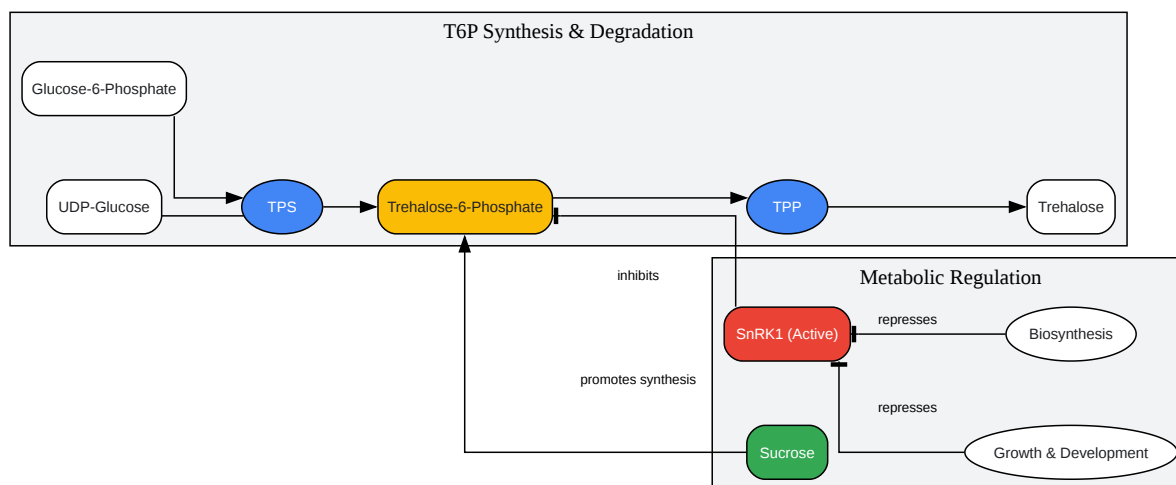 T6P Synthesis & Degradation
Glucose-6-Phosphate
UDP-Glucose
TPS
Trehalose-6-Phosphate
TPP
Trehalose
inhibits
Metabolic Regulation
SnRK1 (Active)
represses
Biosynthesis
promotes synthesis
represses
Sucrose
Growth & Development